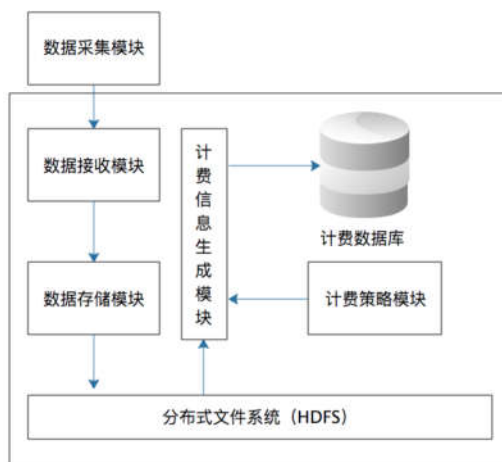 数据采集模块
数据接收模块
计费信息生成模块
计费数据库
数据存储模块
计费策略模块
分布式文件系统（HDFS）